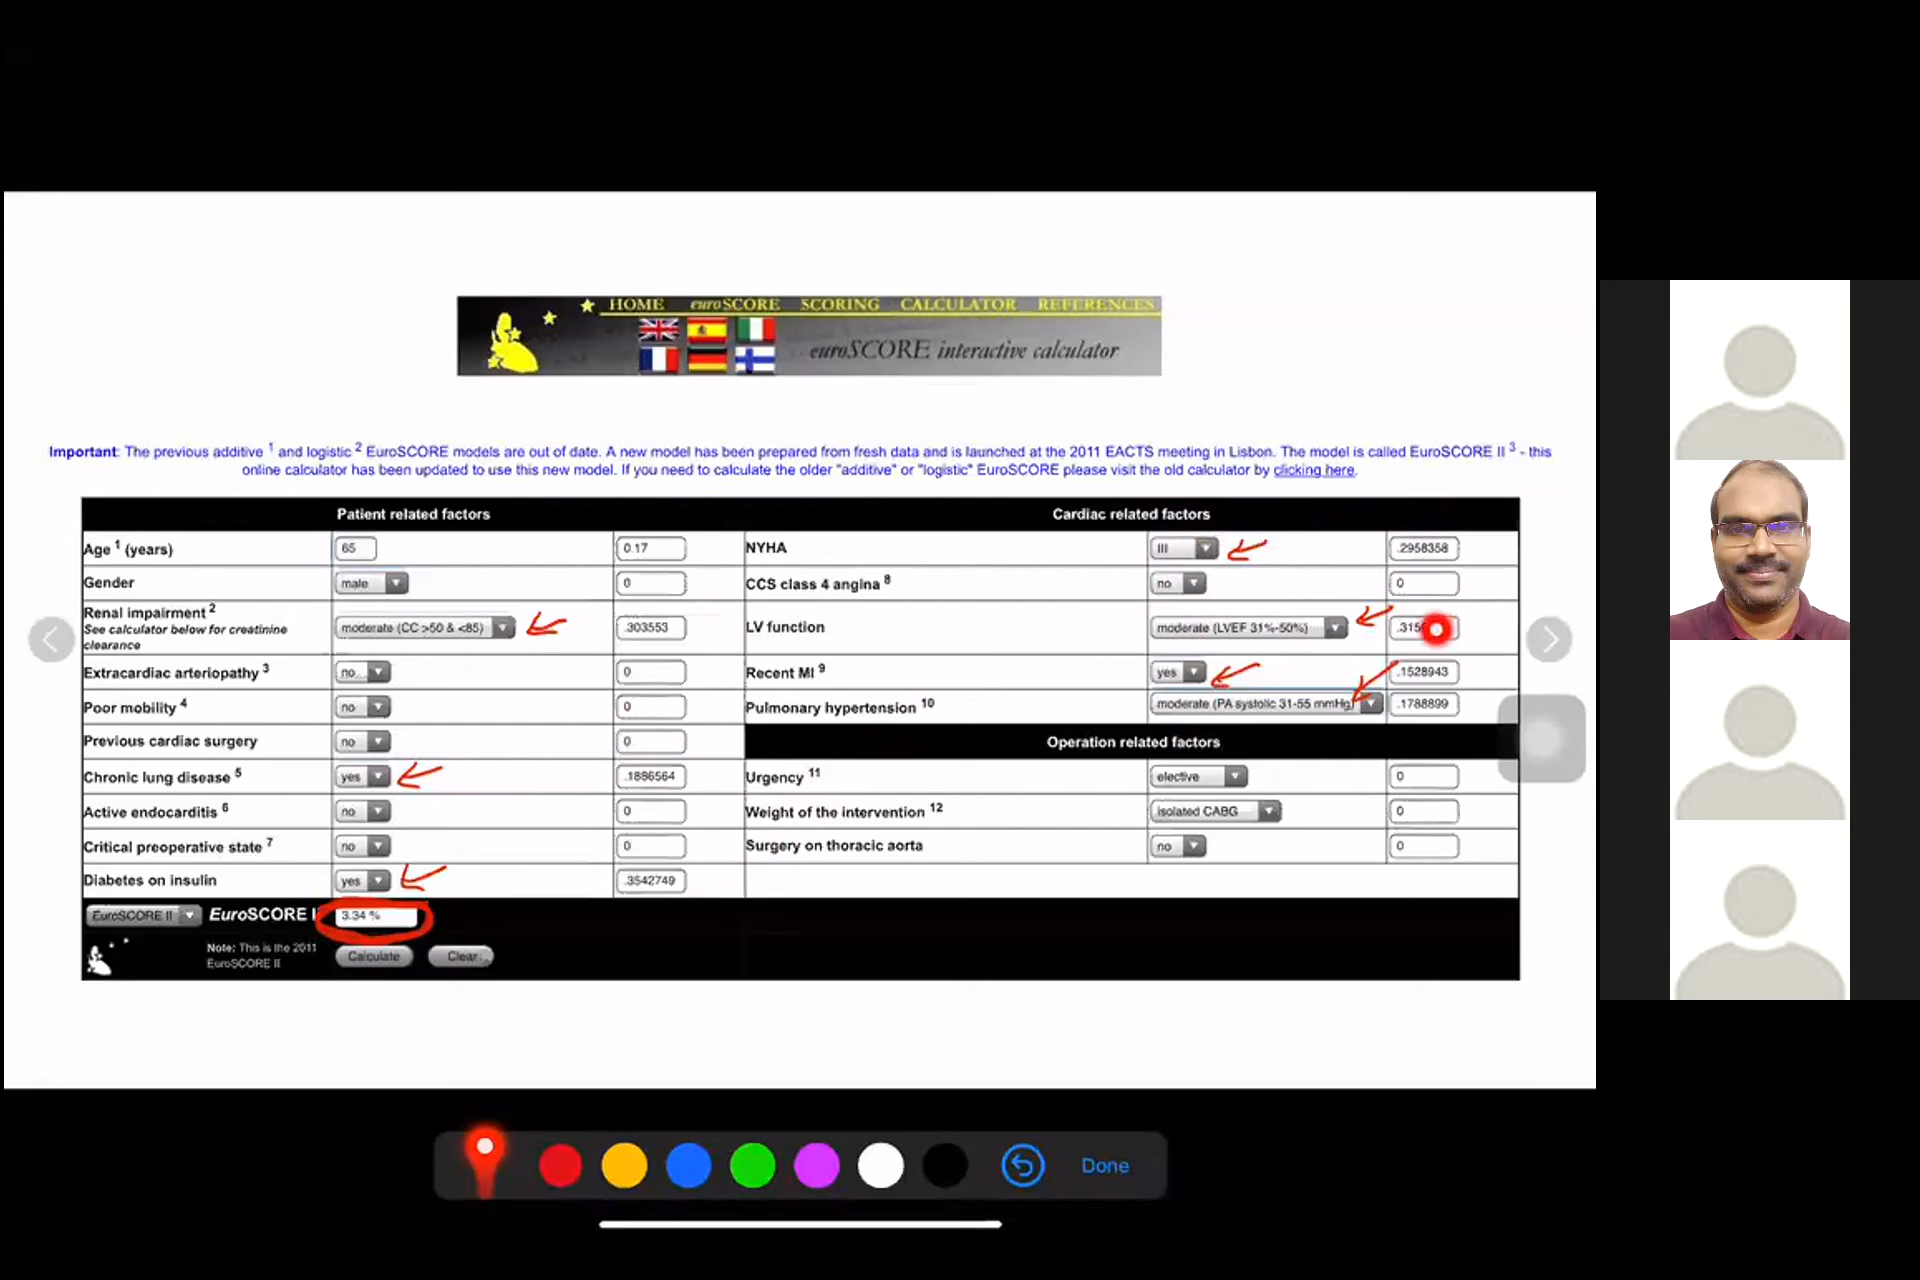 HOME euroSCORE SCORING CALCULATOR REFERENCES
euroSCORE interactive calculator
Important: The previous additive 1 and logistic 2 EuroSCORE models are out of date. A new model has been prepared from fresh data and is launched at the 2011 EACTS meeting in Lisbon. The model is called EuroSCORE II 3 - this
online calculator has been updated to use this new model. If you need to calculate the older "additive" or "logistic" EuroSCORE please visit the old calculator by clicking here.
Patient related factors Cardiac related factors
Age 1 (years) 65 0.17 NYHA III .2958358
Gender male 0 CCS class 4 angina 8 no 0
Renal impairment 2
See calculator below for creatinine
clearance
moderate (CC >50 & <85) .303553 LV function moderate (LVEF 31%-50%)
Extracardiac arteriopathy 3 no 0 Recent MI 9 yes .1528943
Poor mobility 4 no 0 Pulmonary hypertension 10 moderate (PA systolic 31-55 mmHg) .1788899
Previous cardiac surgery no 0 Operation related factors
Chronic lung disease 5 yes .1886564 Urgency 11 elective 0
Active endocarditis 6 no 0 Weight of the intervention 12 isolated CABG 0
Critical preoperative state 7 no 0 Surgery on thoracic aorta no 0
Diabetes on insulin yes .3542749
EuroSCORE II EuroSCORE 3.34 %
Note: This is the 2011
EuroSCORE II
Calculate Clear
Done